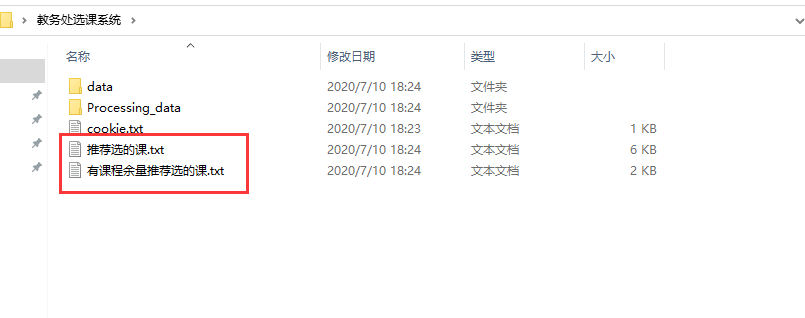 教务处选课系统
名称 修改日期 类型 大小
data 2020/7/10 18:24 文件夹
Processing_data 2020/7/10 18:24 文件夹
cookie.txt 2020/7/10 18:23 文本文档 1 KB
推荐选的课.txt 2020/7/10 18:24 文本文档 6 KB
有课程余量推荐选的课.txt 2020/7/10 18:24 文本文档 2 KB